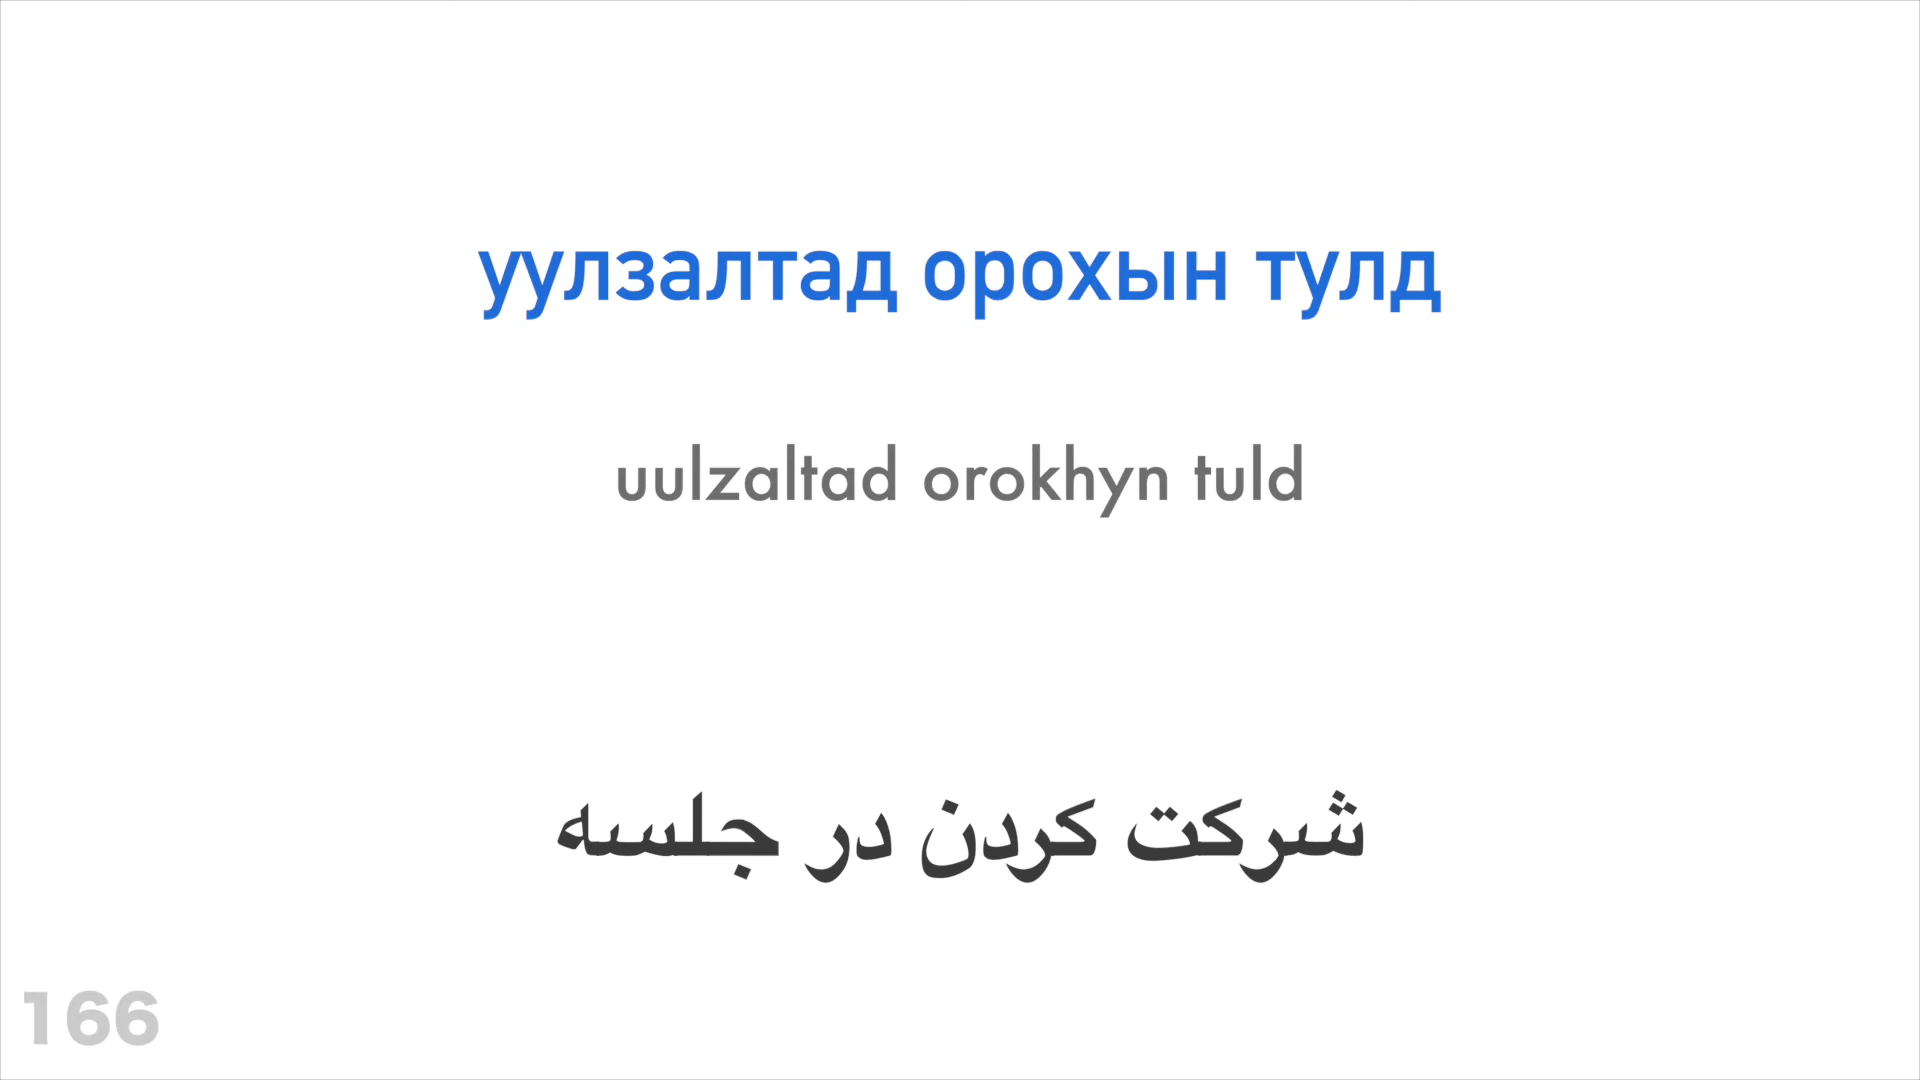 уулзалтад орохын тулд
uulzaltad orokhyn tuld
شرکت کردن در جلسه
166